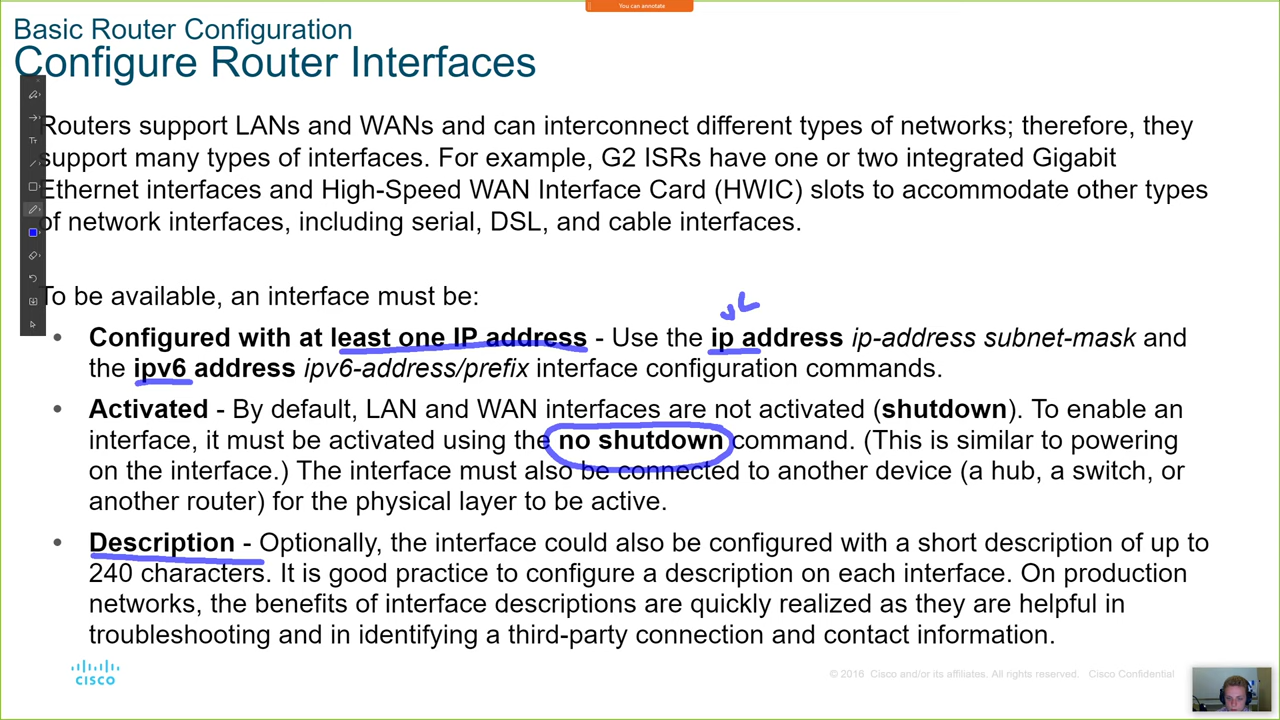 You can annotate
Basic Router Configuration
Configure Router Interfaces
Routers support LANs and WANs and can interconnect different types of networks; therefore, they
support many types of interfaces. For example, G2 ISRs have one or two integrated Gigabit
Ethernet interfaces and High-Speed WAN Interface Card (HWIC) slots to accommodate other types
of network interfaces, including serial, DSL, and cable interfaces.
To be available, an interface must be:
• Configured with at least one IP address - Use the ip address ip-address subnet-mask and
the ipv6 address ipv6-address/prefix interface configuration commands.
• Activated - By default, LAN and WAN interfaces are not activated (shutdown). To enable an
interface, it must be activated using the no shutdown command. (This is similar to powering
on the interface.) The interface must also be connected to another device (a hub, a switch, or
another router) for the physical layer to be active.
• Description - Optionally, the interface could also be configured with a short description of up to
240 characters. It is good practice to configure a description on each interface. On production
networks, the benefits of interface descriptions are quickly realized as they are helpful in
troubleshooting and in identifying a third-party connection and contact information.
CISCO
© 2016 Cisco and/or its affiliates. All rights reserved. Cisco Confidential